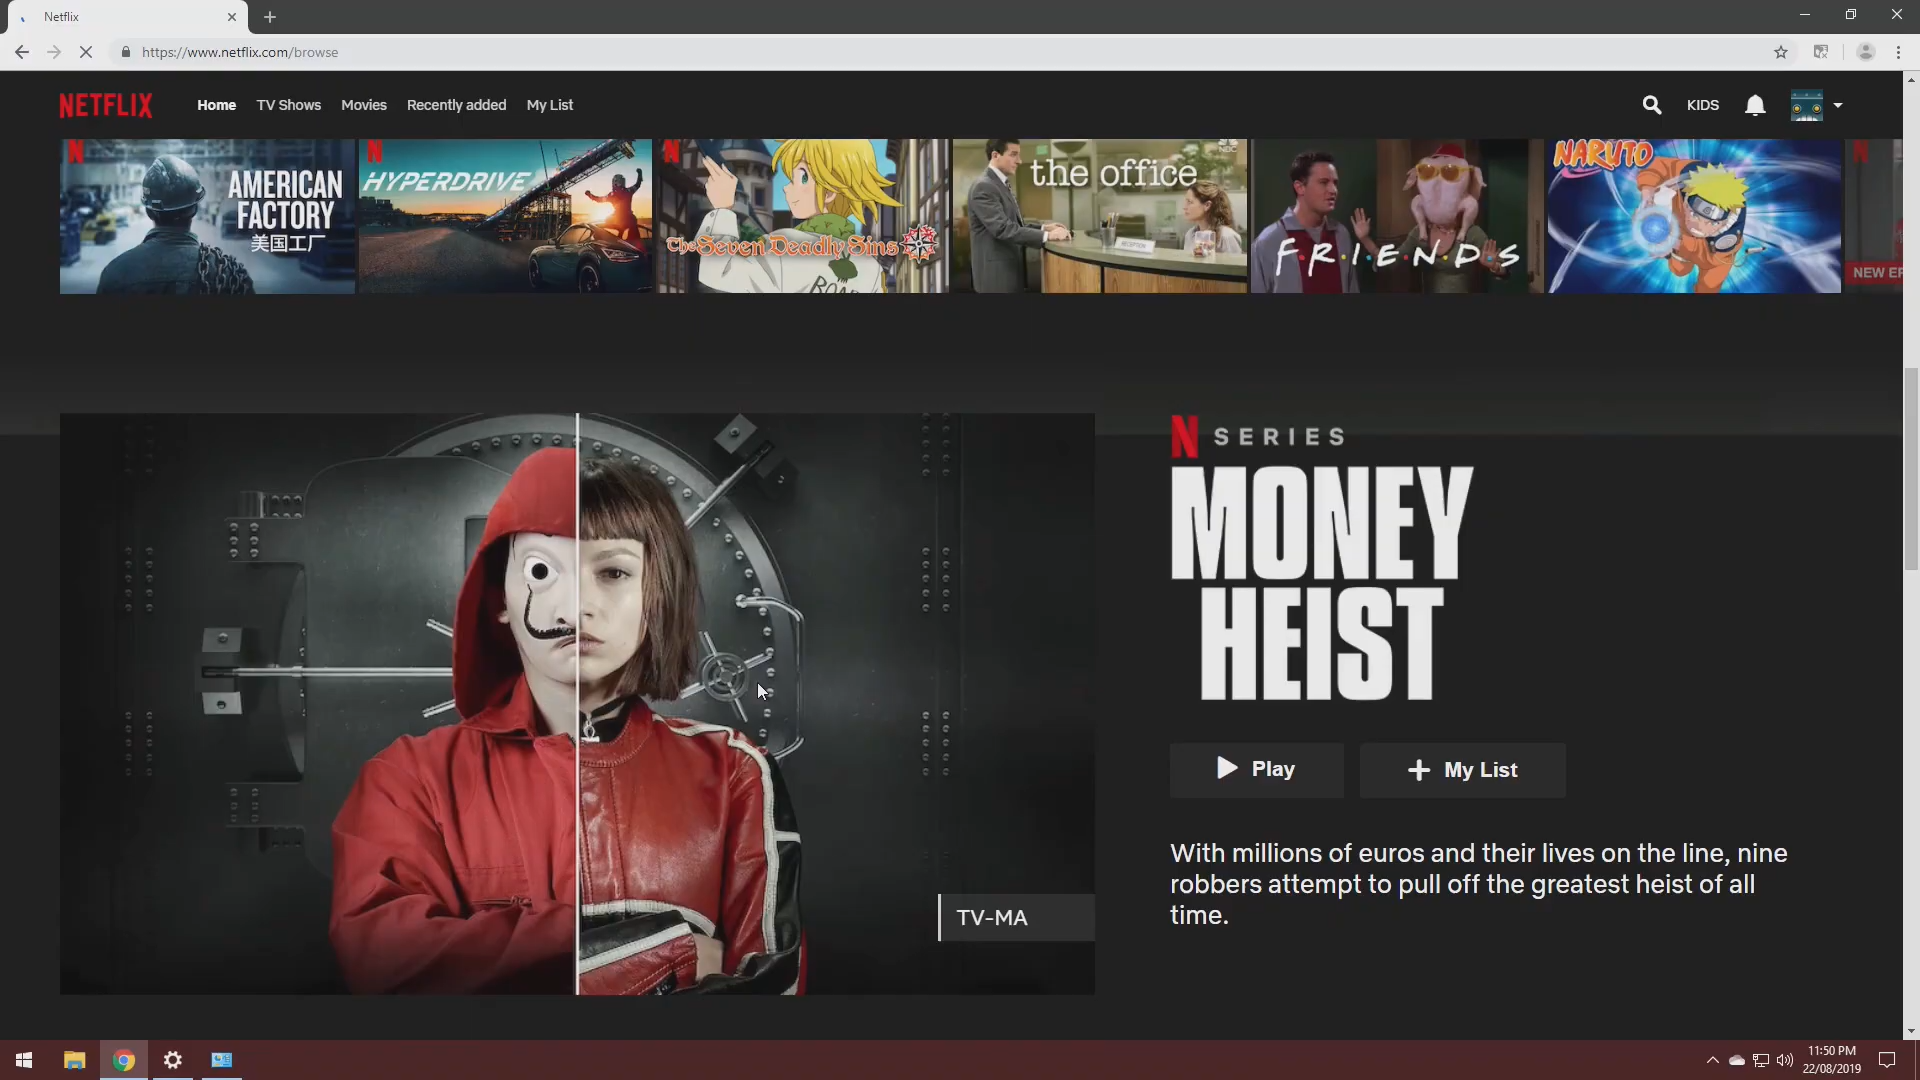 Netflix
https://www.netflix.com/browse
NETFLIX
Home
TV Shows
Movies
Recently added
My List
KIDS
AMERICAN
FACTORY
美国工厂
HYPERDRIVE
The Seven Deadly Sins
the office
NBC
RECEPTION
FRIENDS
NARUTO
NEW
N SERIES
MONEY
HEIST
Play
My List
With millions of euros and their lives on the line, nine
robbers attempt to pull off the greatest heist of all
time.
TV-MA
11:50 PM
22/08/2019